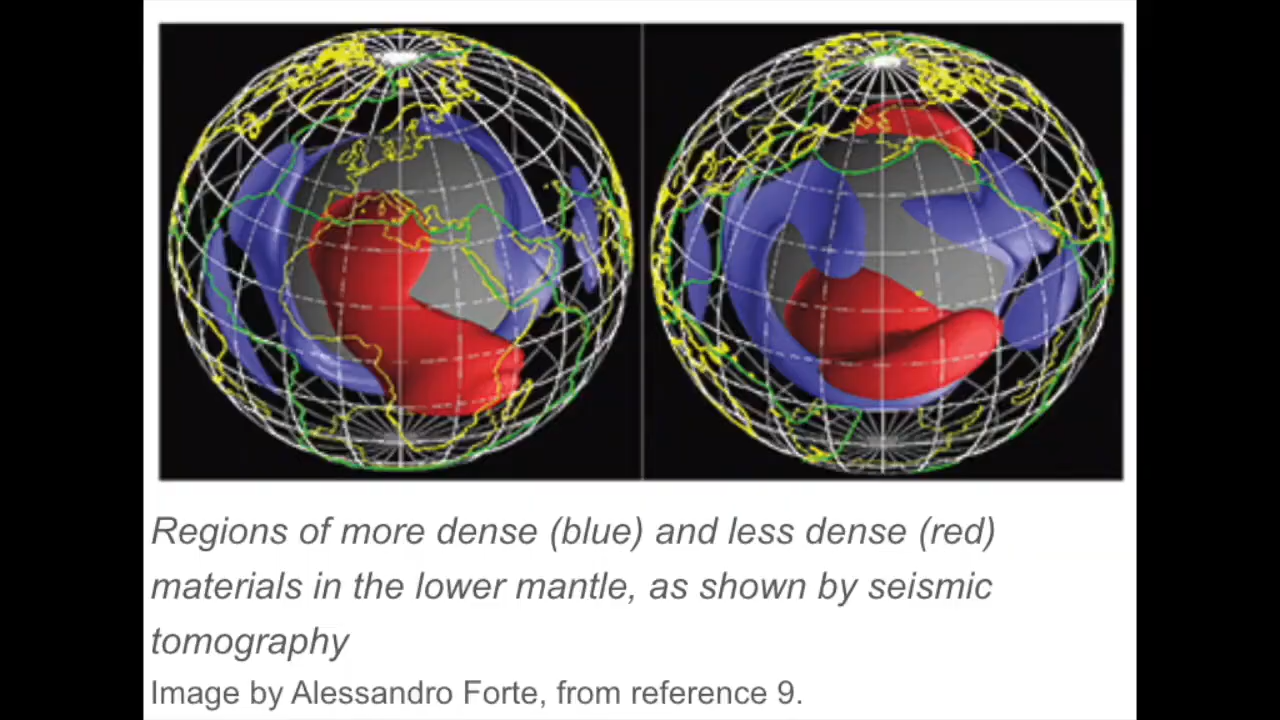 Regions of more dense (blue) and less dense (red)
materials in the lower mantle, as shown by seismic
tomography
Image by Alessandro Forte, from reference 9.